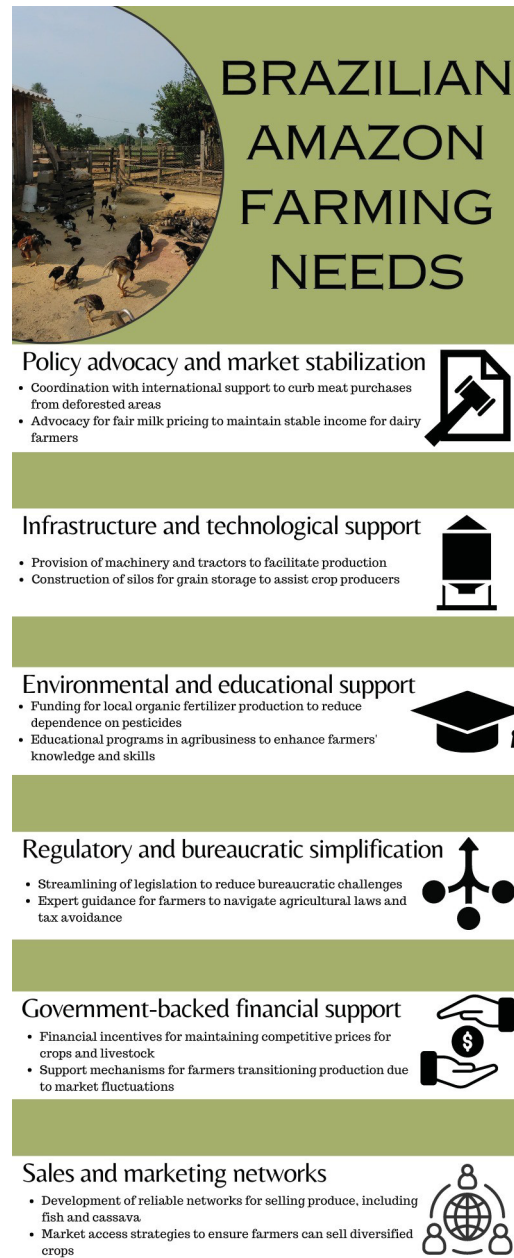 BRAZILIAN
AMAZON
FARMING
NEEDS
Policy advocacy and market stabilization
• Coordination with international support to curb meat purchases
from deforested areas
• Advocacy for fair milk pricing to maintain stable income for dairy
farmers
Infrastructure and technological support
• Provision of machinery and tractors to facilitate production
• Construction of silos for grain storage to assist crop producers
Environmental and educational support
• Funding for local organic fertilizer production to reduce
dependence on pesticides
• Educational programs in agribusiness to enhance farmers'
knowledge and skills
Regulatory and bureaucratic simplification
• Streamlining of legislation to reduce bureaucratic challenges
• Expert guidance for farmers to navigate agricultural laws and
tax avoidance
Government-backed financial support
• Financial incentives for maintaining competitive prices for
crops and livestock
• Support mechanisms for farmers transitioning production due
to market fluctuations
$
Sales and marketing networks
• Development of reliable networks for selling produce, including
fish and cassava
• Market access strategies to ensure farmers can sell diversified
crops